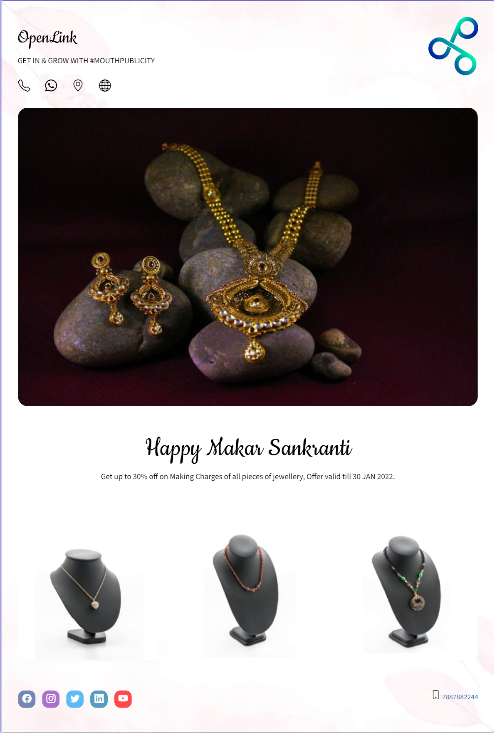 OpenLink
GET IN & GROW WITH #MOUTHPUBLICITY
Happy Makar Sankranti
Get up to 30% off on Making Charges of all pieces of jewellery, Offer valid till 30 JAN 2022.
7887882244